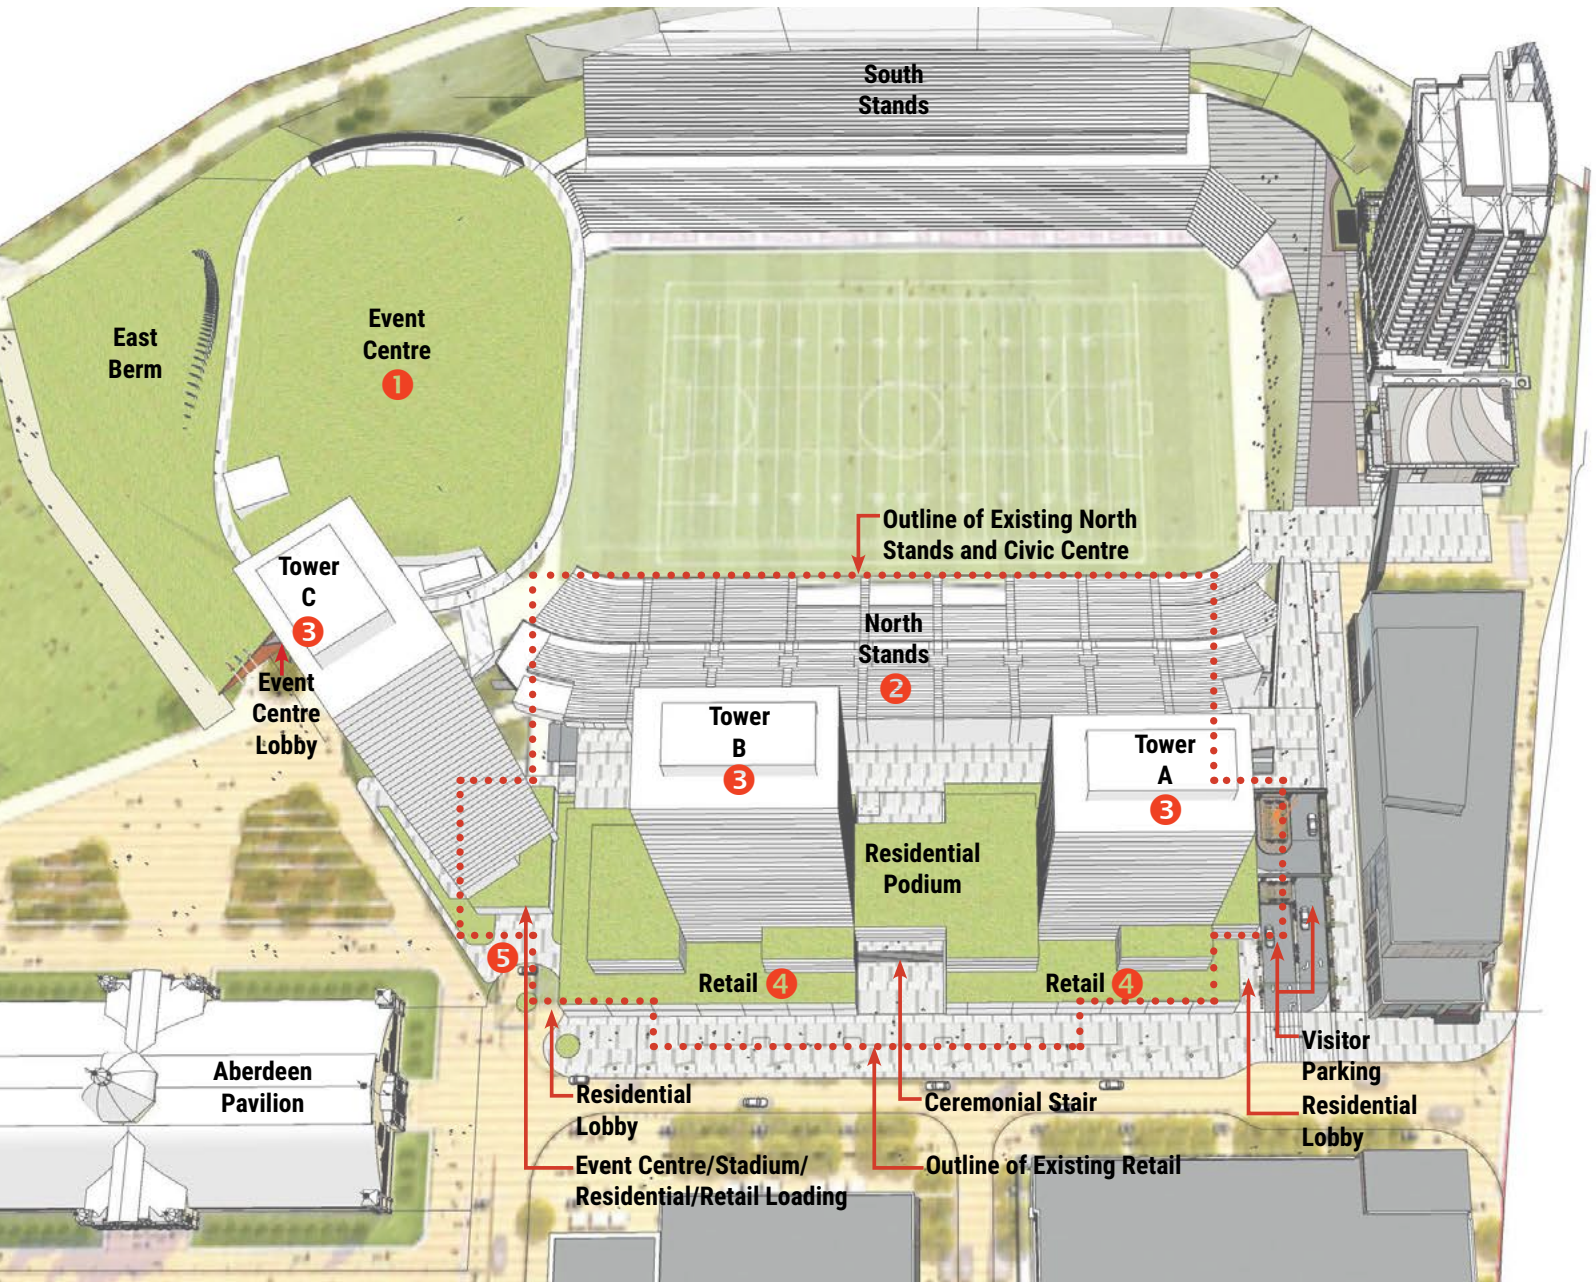 South
Stands
East
Berm
Event
Centre
1
Outline of Existing North
Stands and Civic Centre
Tower
C
3
North
Stands
2
Event
Centre
Lobby
Tower
B
3
Tower
A
3
Residential
Podium
5
Retail 4
Retail 4
Visitor
Parking
Aberdeen
Pavilion
Residential
Lobby
Ceremonial Stair
Residential
Lobby
Event Centre/Stadium/
Residential/Retail Loading
Outline of Existing Retail